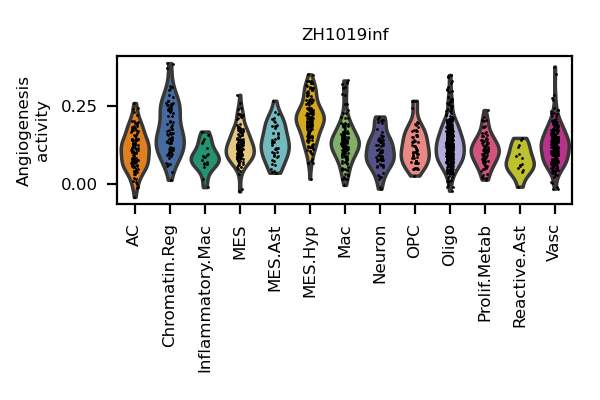 ZH1019inf
Angiogenesis
activity
0.25
0.00
AC
Chromatin.Reg
Inflammatory.Mac
MES
MES.Ast
MES.Hyp
Mac
Neuron
OPC
Oligo
Prolif.Metab
Reactive.Ast
Vasc